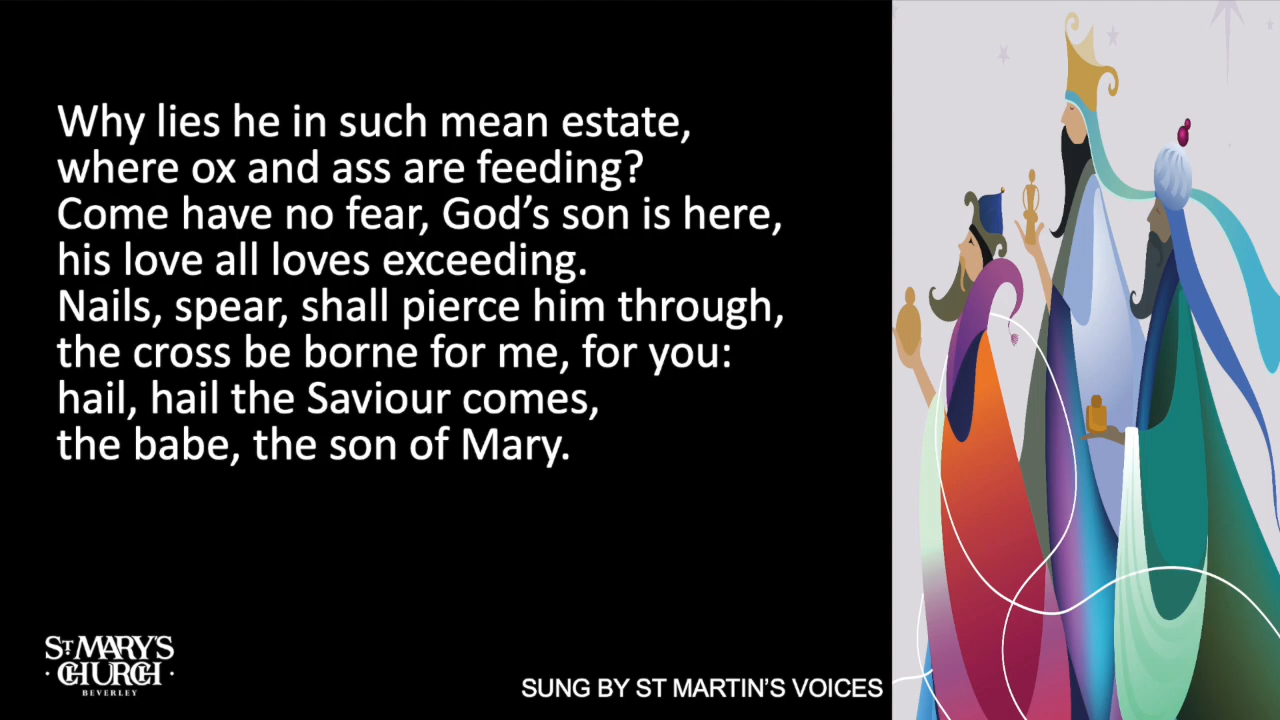 Why lies he in such mean estate,
where ox and ass are feeding?
Come have no fear, God’s son is here,
his love all loves exceeding.
Nails, spear, shall pierce him through,
the cross be borne for me, for you:
hail, hail the Saviour comes,
the babe, the son of Mary.
ST MARY'S
· CHURCH ·
BEVERLEY
SUNG BY ST MARTIN’S VOICES